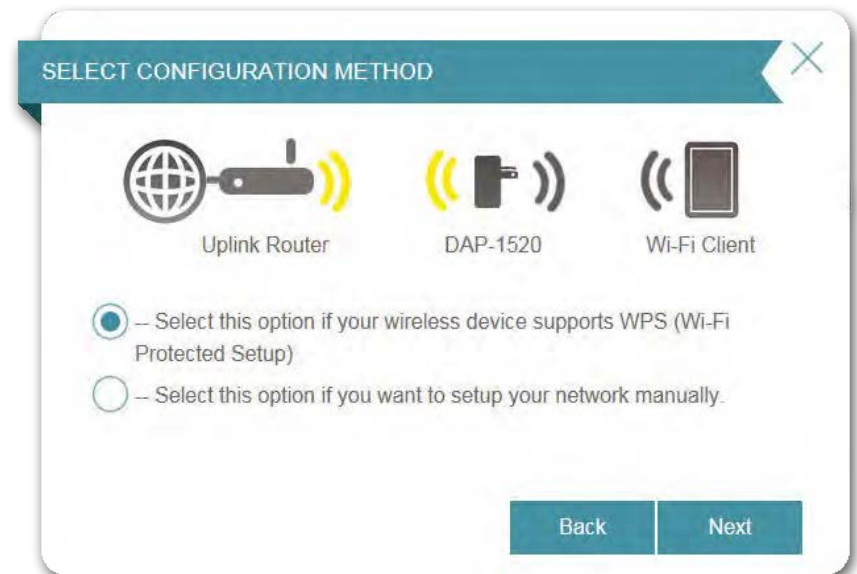 SELECT CONFIGURATION METHOD
Uplink Router
DAP-1520
Wi-Fi Client
-- Select this option if your wireless device supports WPS (Wi-Fi
Protected Setup)
-- Select this option if you want to setup your network manually.
Back
Next